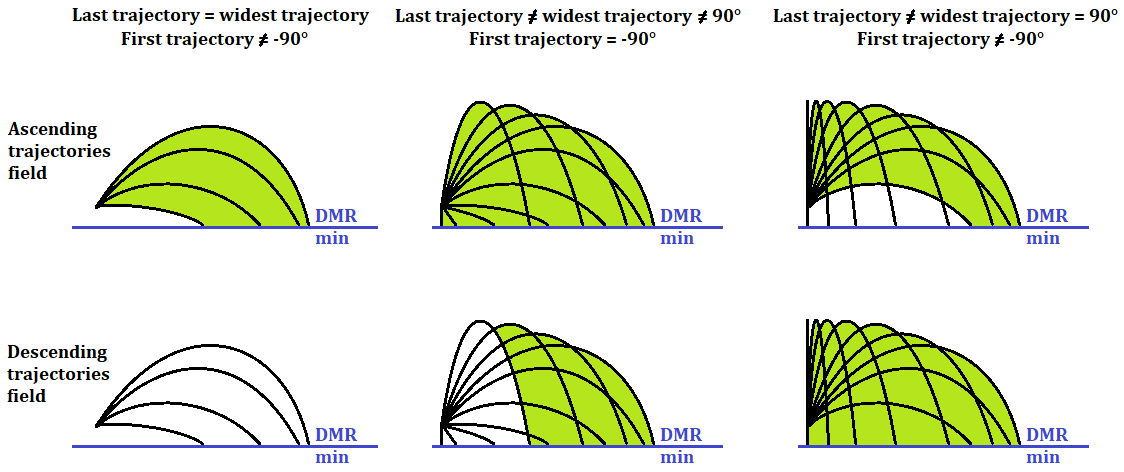 Last trajectory = widest trajectory
First trajectory ≠ -90°
Last trajectory ≠ widest trajectory ≠ 90°
First trajectory = -90°
Last trajectory ≠ widest trajectory = 90°
First trajectory ≠ -90°
Ascending
trajectories
field
DMR
min
DMR
min
DMR
min
Descending
trajectories
field
DMR
min
DMR
min
DMR
min